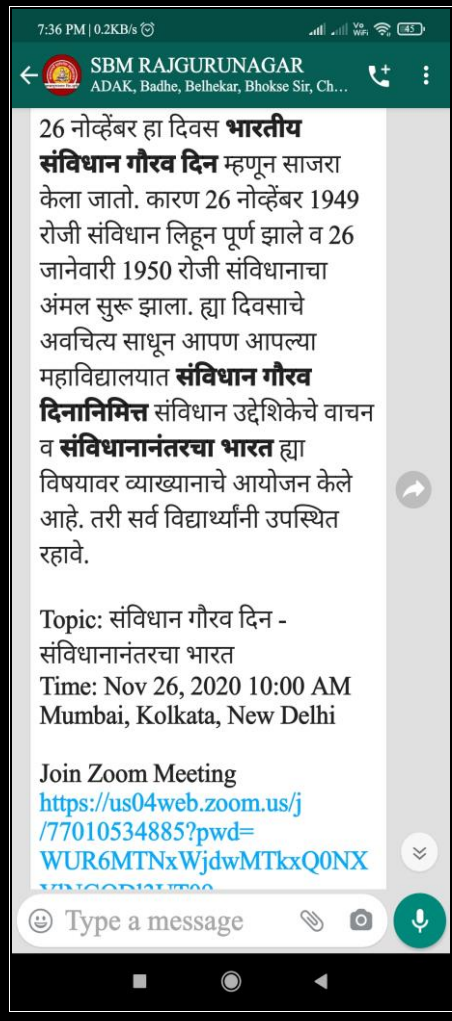 7:36 PM | 0.2KB/s
Vo
WiFi
45
SBM RAJGURUNAGAR
ADAK, Badhe, Belhekar, Bhokse Sir, Ch...
26 नोव्हेंबर हा दिवस भारतीय
संविधान गौरव दिन म्हणून साजरा
केला जातो. कारण 26 नोव्हेंबर 1949
रोजी संविधान लिहून पूर्ण झाले व 26
जानेवारी 1950 रोजी संविधानाचा
अंमल सुरू झाला. ह्या दिवसाचे
अवचित्य साधून आपण आपल्या
महाविद्यालयात संविधान गौरव
दिनानिमित्त संविधान उद्देशिकेचे वाचन
व संविधानानंतरचा भारत ह्या
विषयावर व्याख्यानाचे आयोजन केले
आहे. तरी सर्व विद्यार्थ्यांनी उपस्थित
रहावे.
Topic: संविधान गौरव दिन -
संविधानानंतरचा भारत
Time: Nov 26, 2020 10:00 AM
Mumbai, Kolkata, New Delhi
Join Zoom Meeting
https://us04web.zoom.us/j
/77010534885?pwd=
WUR6MTNxWjdwMTkxQ0NX
Type a message